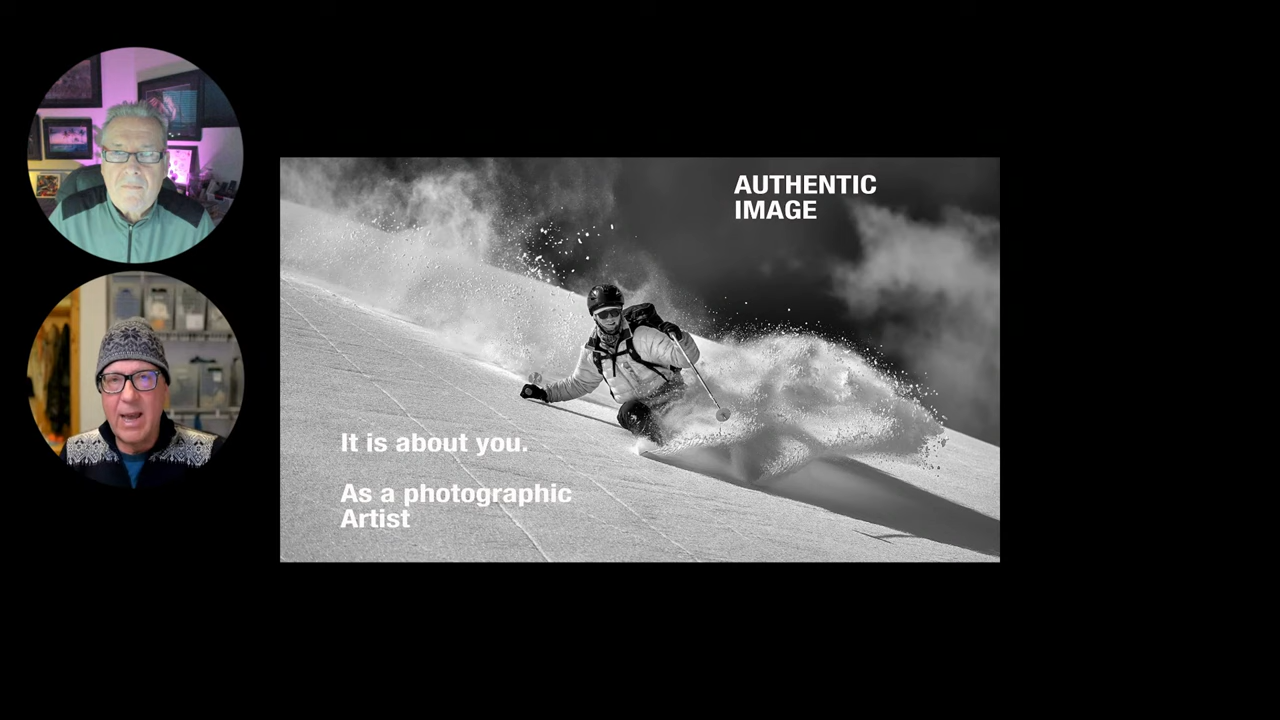 AUTHENTIC
IMAGE
It is about you.
As a photographic
Artist